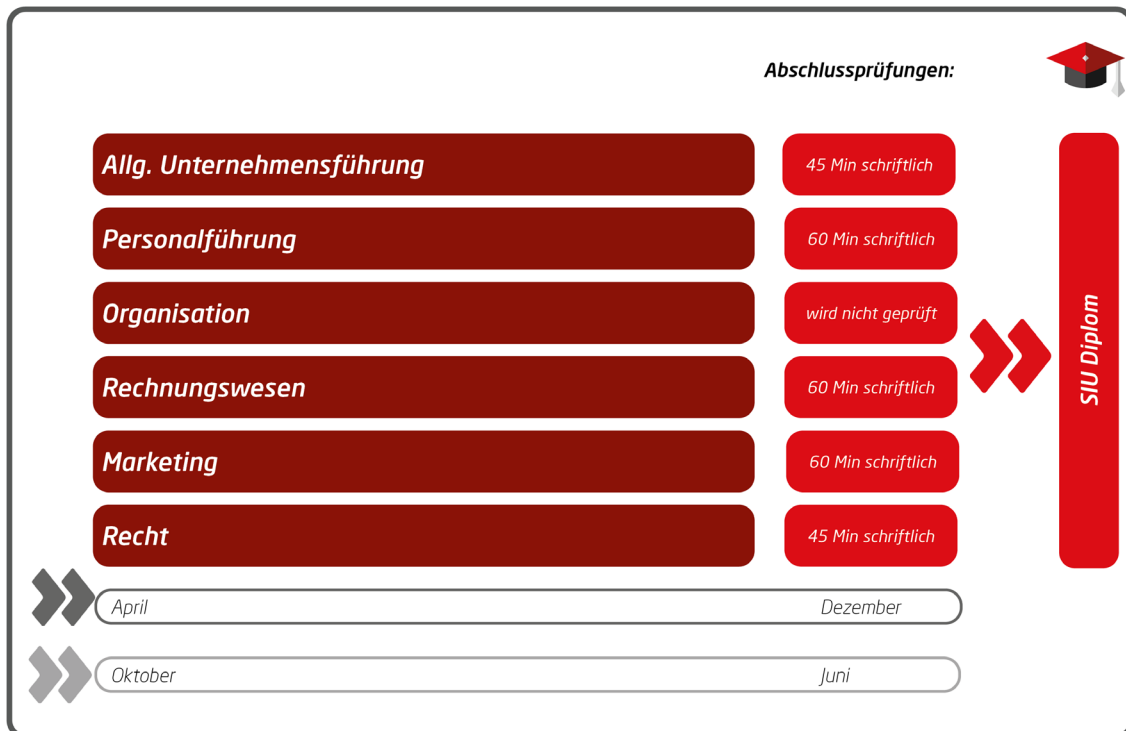 Abschlussprüfungen:
Allg. Unternehmensführung
45 Min schriftlich
Personalführung
60 Min schriftlich
Organisation
wird nicht geprüft
Rechnungswesen
60 Min schriftlich
Marketing
60 Min schriftlich
Recht
45 Min schriftlich
SIU Diplom
April
Dezember
Oktober
Juni